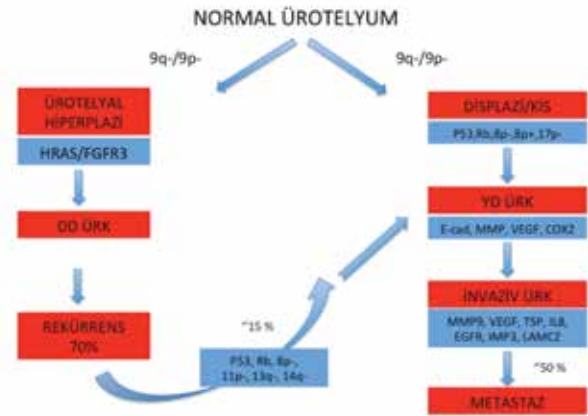 NORMAL ÜROTELYUM
9q-/9p-
9q-/9p-
ÜROTELYAL
HİPERPLAZİ
HRAS/FGFR3
DD ÜRK
REKÜRRENS
70%
~15 %
P53, Rb, 8p-,
11p-, 13q-, 14q-
DİSPLAZİ/KİS
P53,Rb,8p-,8p+,17p-
YD ÜRK
E-cad, MMP, VEGF, COX2
İNVAZİV ÜRK
MMP9, VEGF, TSP, IL8,
EGFR, IMP3, LAMC2
~50 %
METASTAZ